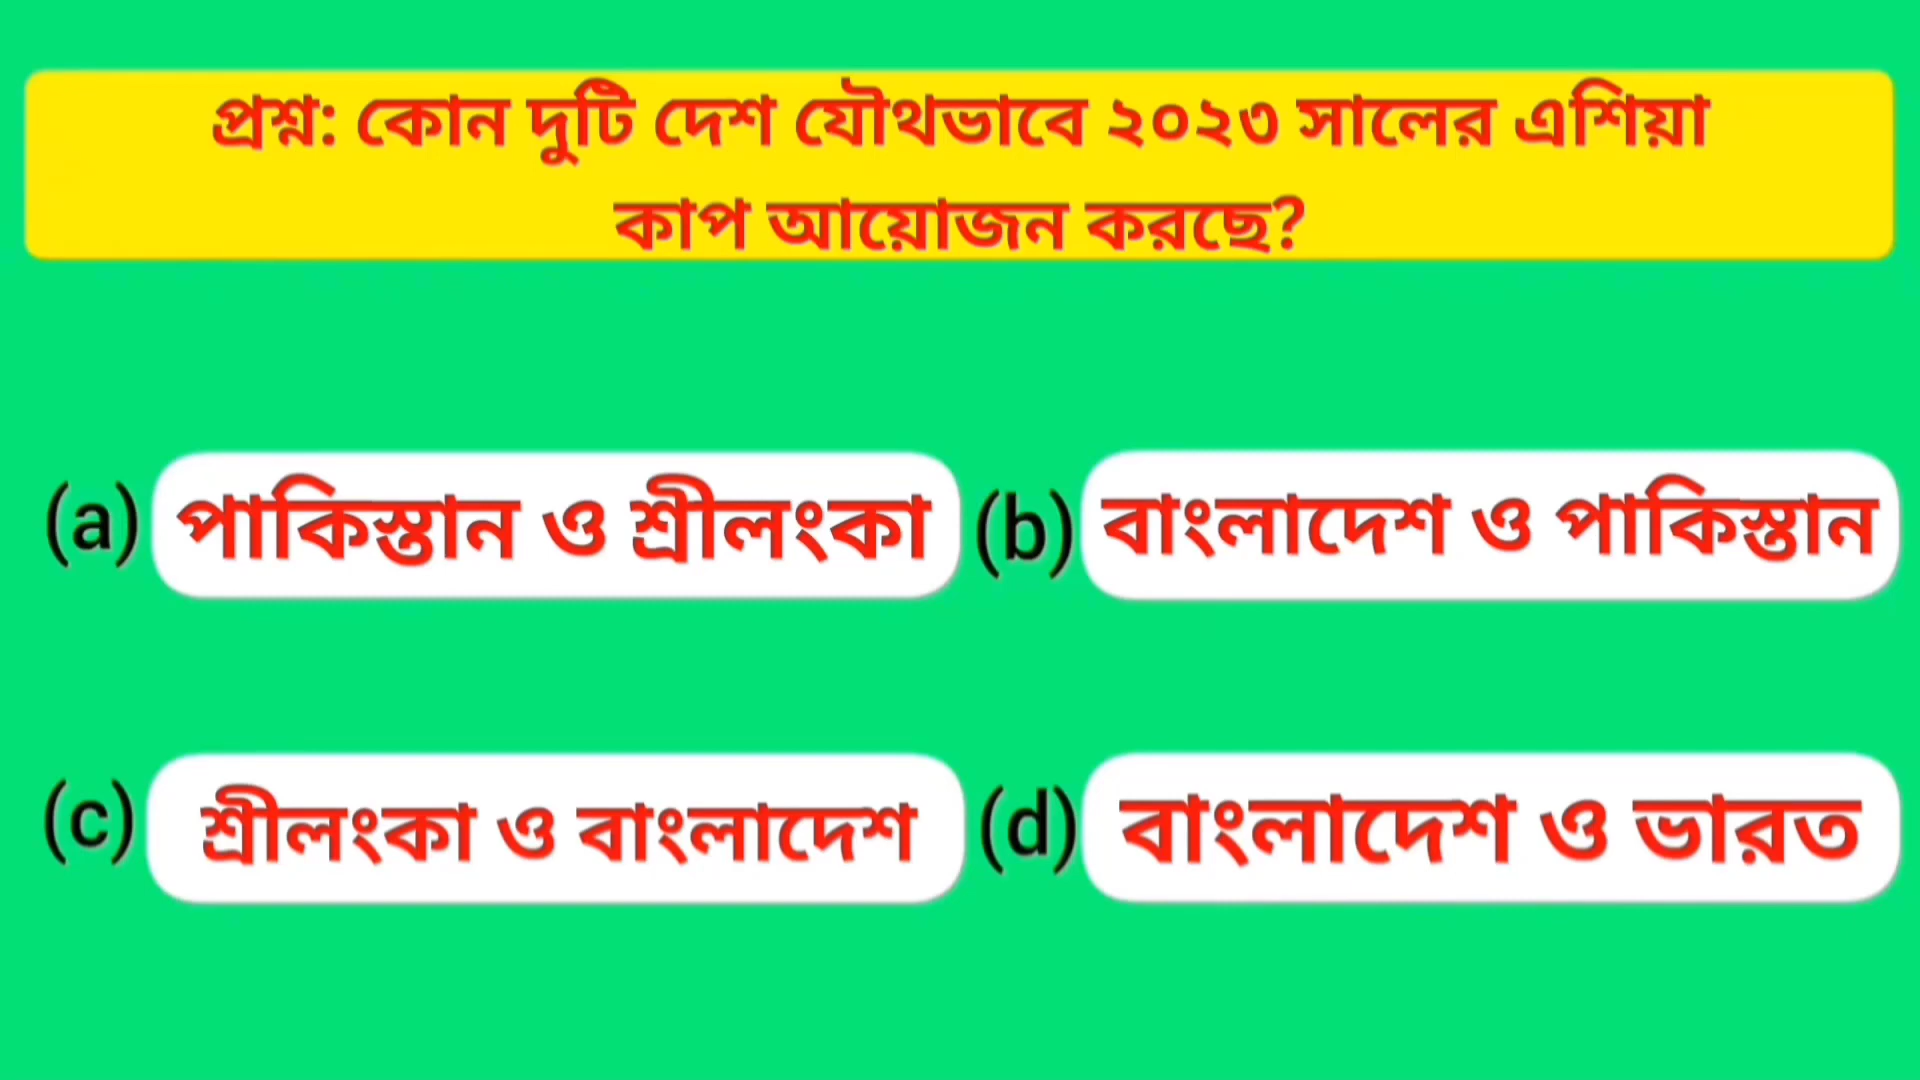 প্রশ্ন: কোন দুটি দেশ যৌথভাবে ২০২৩ সালের এশিয়া
কাপ আয়োজন করছে?
(a) পাকিস্তান ও শ্রীলংকা (b) বাংলাদেশ ও পাকিস্তান
(c) শ্রীলংকা ও বাংলাদেশ (d) বাংলাদেশ ও ভারত